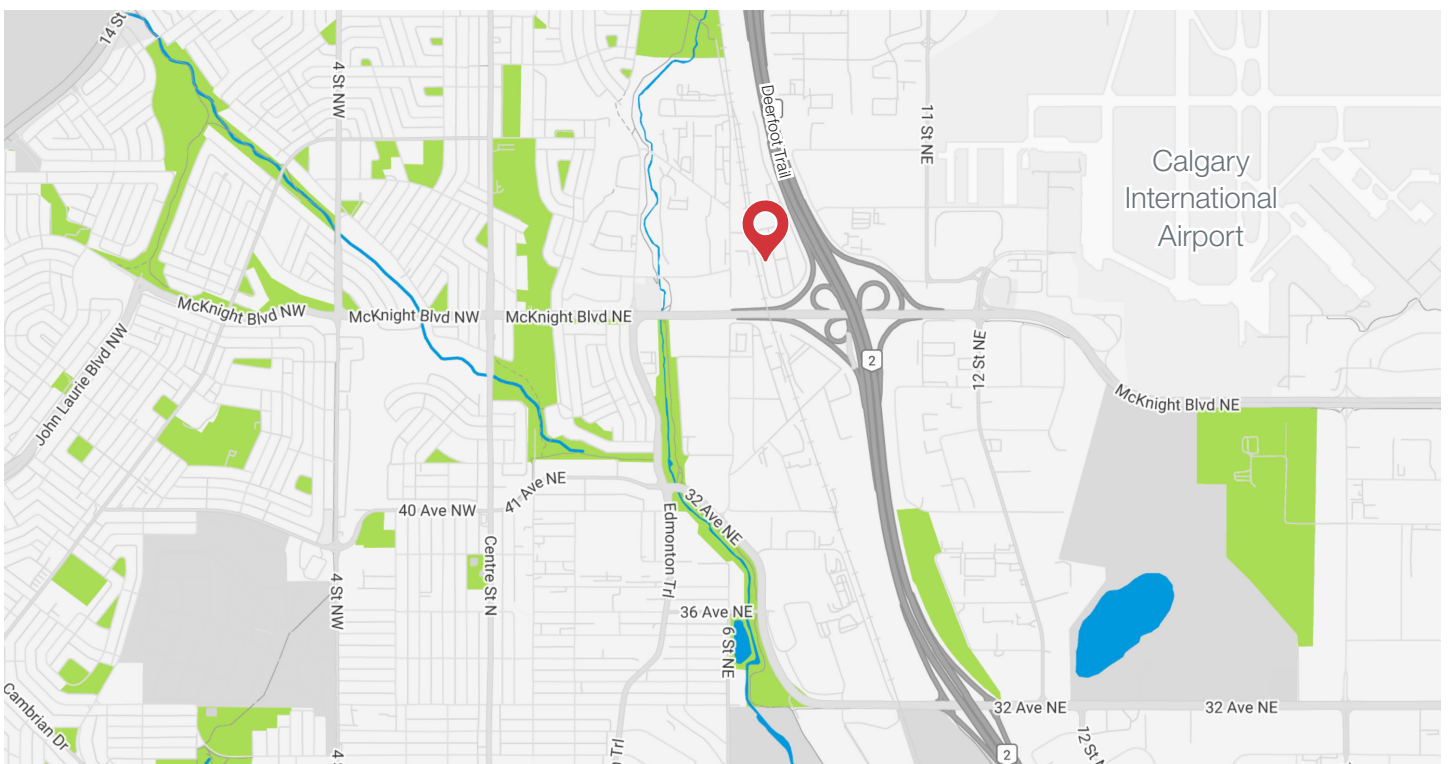 14 St
4 St NW
Deerfoot Trail
11 St NE
Calgary
International
Airport
McKnight Blvd NW
McKnight Blvd NW
McKnight Blvd NE
John Laurie Blvd NW
2
12 St NE
McKnight Blvd NE
40 Ave NW
41 Ave NE
32 Ave NE
Edmonton Trl
Centre St N
4 St NW
36 Ave NE
6 St NE
Cambrian Dr
32 Ave NE
32 Ave NE
2
12 St N
Trl
4